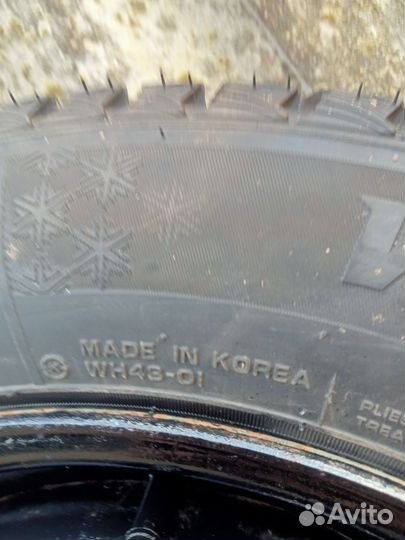 MADE IN KOREA
WH43-01
PLIES
TREA
Avito